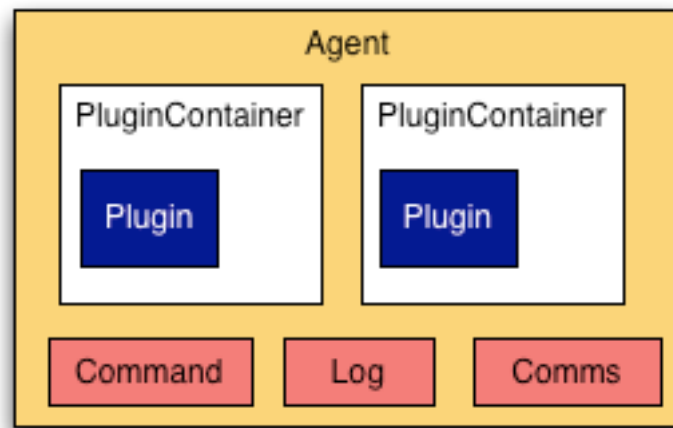 Agent
PluginContainer
PluginContainer
Plugin
Plugin
Command
Log
Comms